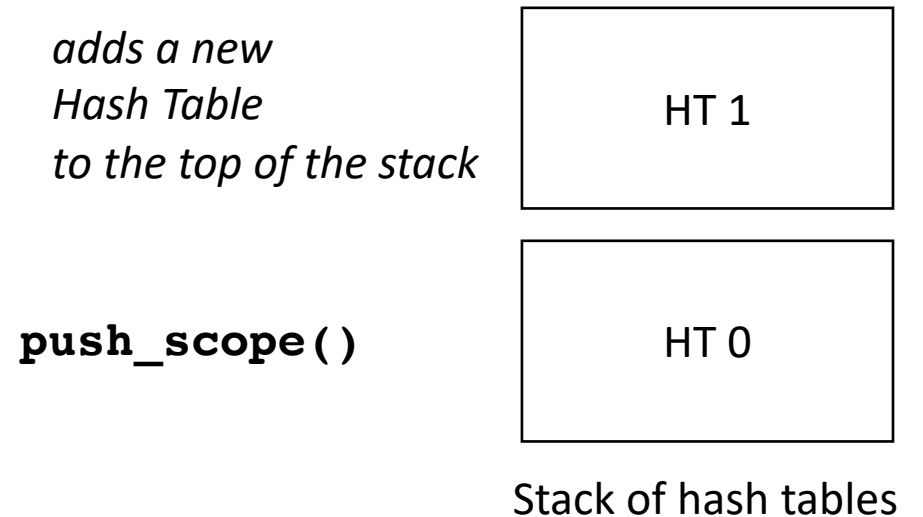 adds a new
Hash Table
to the top of the stack
HT 1
push_scope()
HT 0
Stack of hash tables